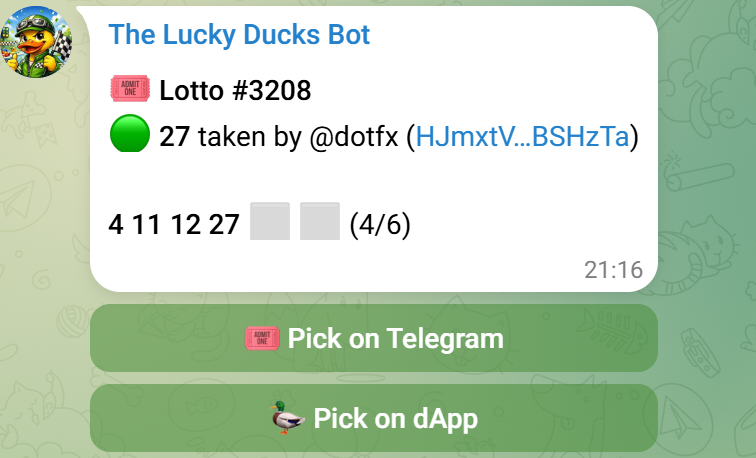 The Lucky Ducks Bot
🎟️ Lotto #3208
🟢 27 taken by @dotfx (HJmxtV...BSHzTa)
4 11 12 27 ⬜ ⬜ (4/6)
21:16
🎟️ Pick on Telegram
🦆 Pick on dApp